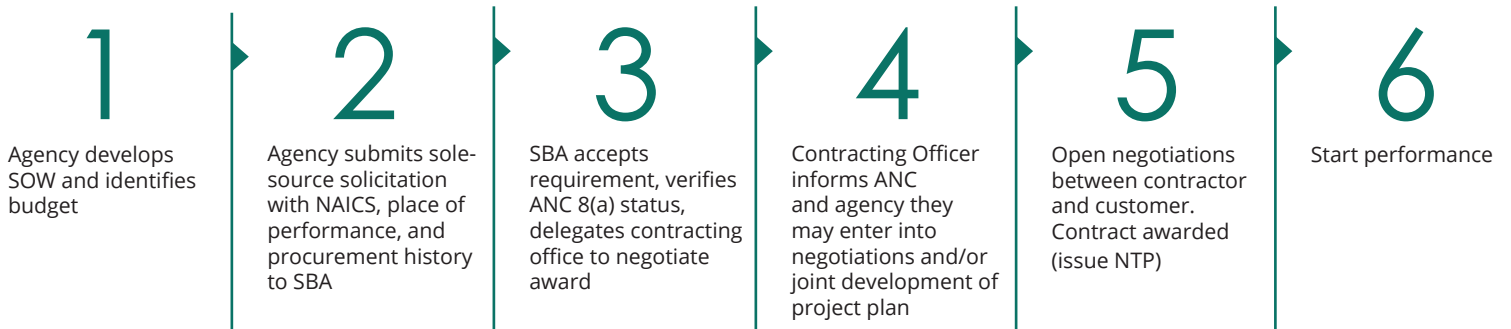 1
Agency develops
SOW and identifies
budget
2
Agency submits sole-
source solicitation
with NAICS, place of
performance, and
procurement history
to SBA
3
SBA accepts
requirement, verifies
ANC 8(a) status,
delegates contracting
office to negotiate
award
4
Contracting Officer
informs ANC
and agency they
may enter into
negotiations and/or
joint development of
project plan
5
Open negotiations
between contractor
and customer.
Contract awarded
(issue NTP)
6
Start performance